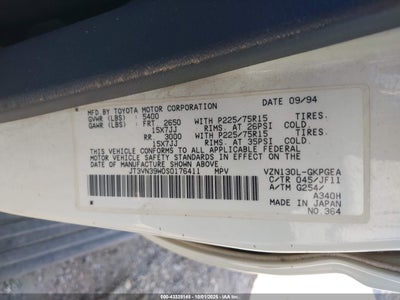 MFD.BY TOYOTA MOTOR CORPORATION DATE 09/94
GVWR (LBS) : 5400
GAWR (LBS) : FRT 2650 WITH P225/75R15 TIRES.
15X7JJ RIMS. AT 26PSI COLD
RR 3000 WITH P225/75R15 TIRES.
15X7JJ RIMS. AT 35PSI COLD
THIS VEHICLE CONFORMS TO ALL APPLICABLE
FEDERAL MOTOR VEHICLE SAFETY STANDARDS
IN EFFECT ON THE DATE OF MANUFACTURE
SHOWN ABOVE.
JT3VN39W0S0176411 MPV
VZN130L-GKPGEA
C/TR 045/JF11
A/TM G254/
A340H
MADE IN JAPAN
NO.364
IAA 43328149 - 10/01/2025 -